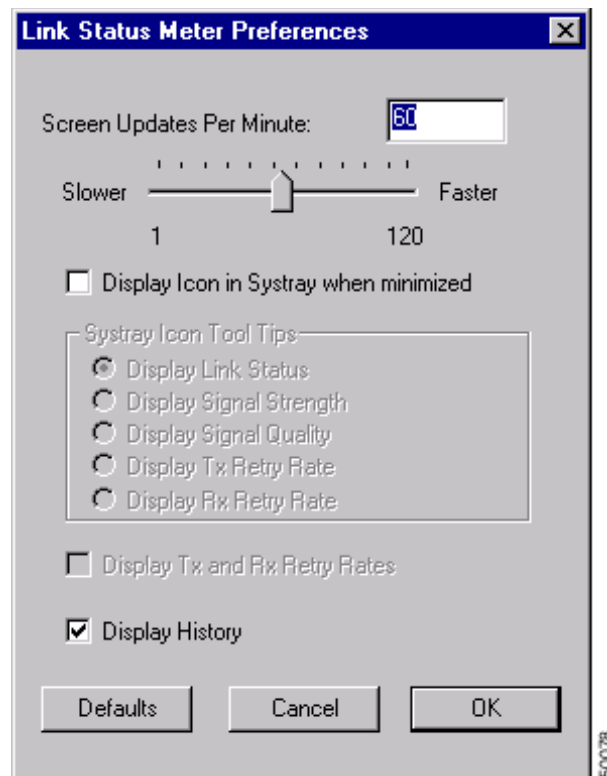 Link Status Meter Preferences
Screen Updates Per Minute: 60
Slower Faster
1 120
Display Icon in Systray when minimized
Systray Icon Tool Tips
Display Link Status
Display Signal Strength
Display Signal Quality
Display Tx Retry Rate
Display Rx Retry Rate
Display Tx and Rx Retry Rates
Display History
Defaults Cancel OK